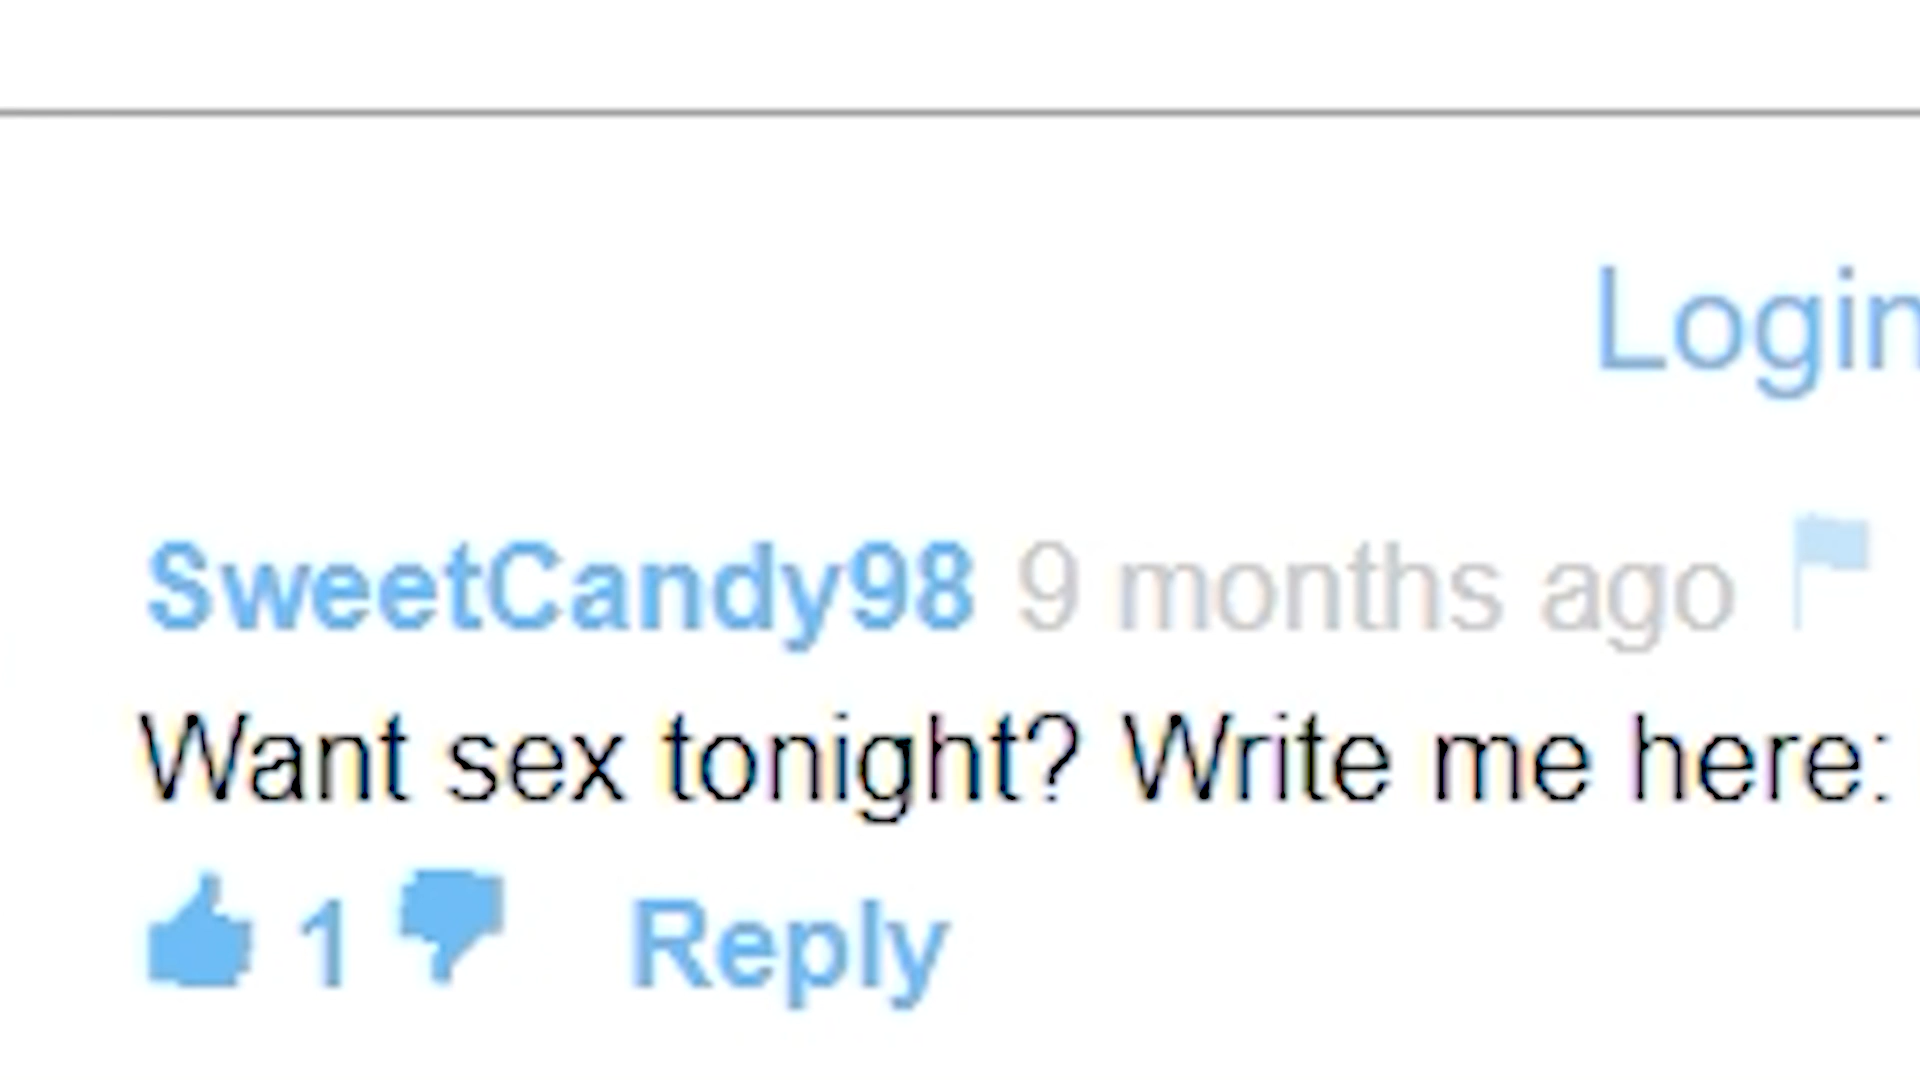 Login
SweetCandy98 9 months ago
Want sex tonight? Write me here:
1 Reply